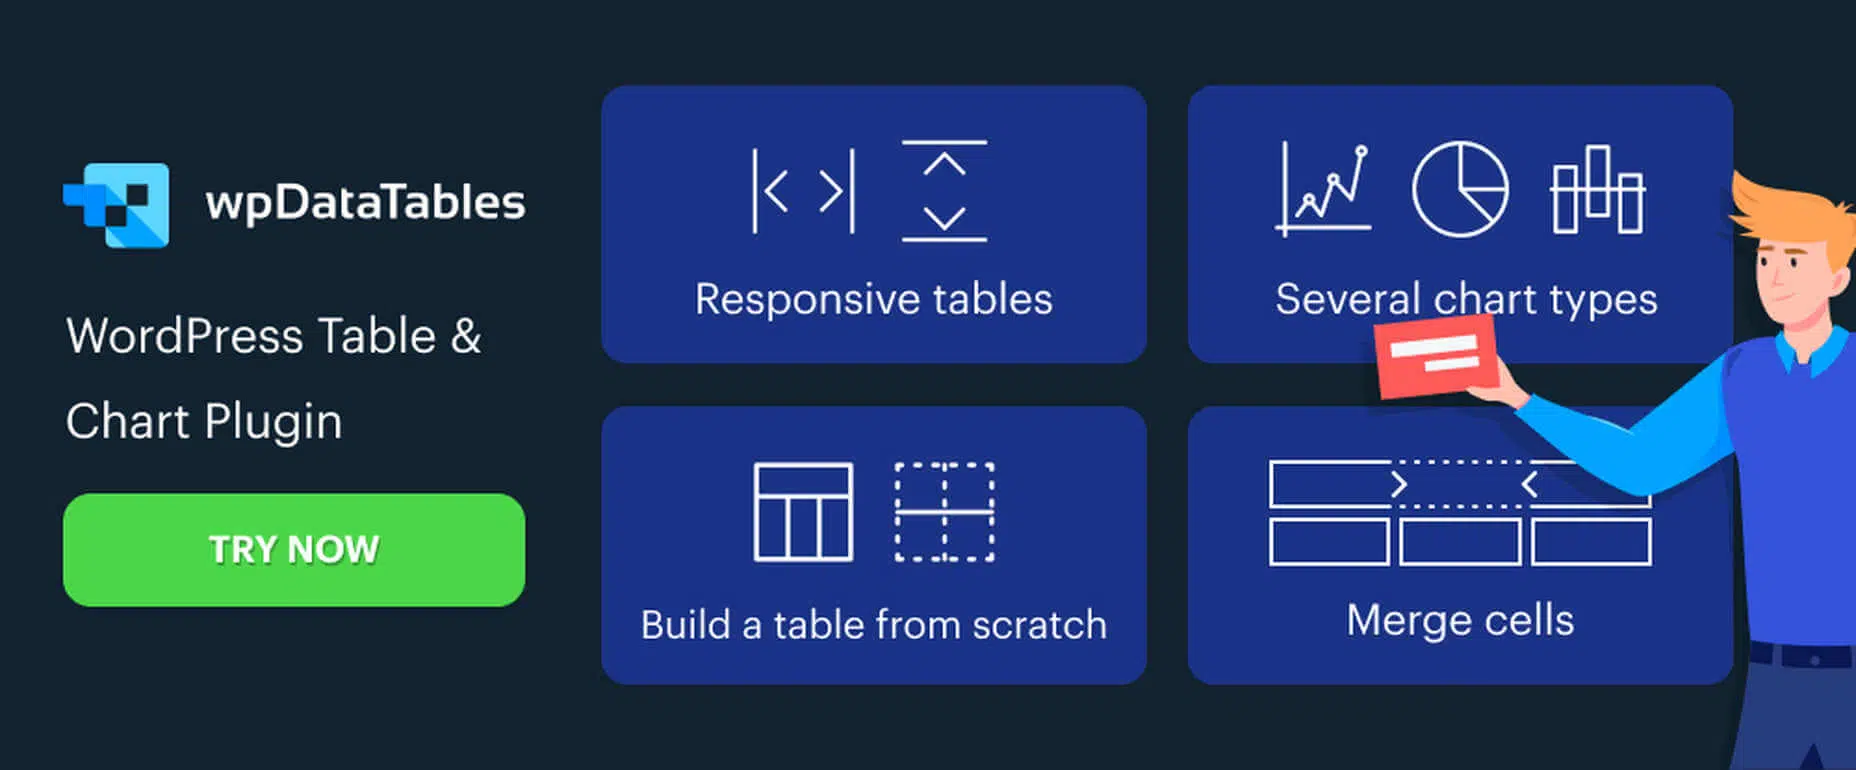 wpDataTables
WordPress Table &
Chart Plugin
TRY NOW
Responsive tables
Several chart types
Build a table from scratch
Merge cells